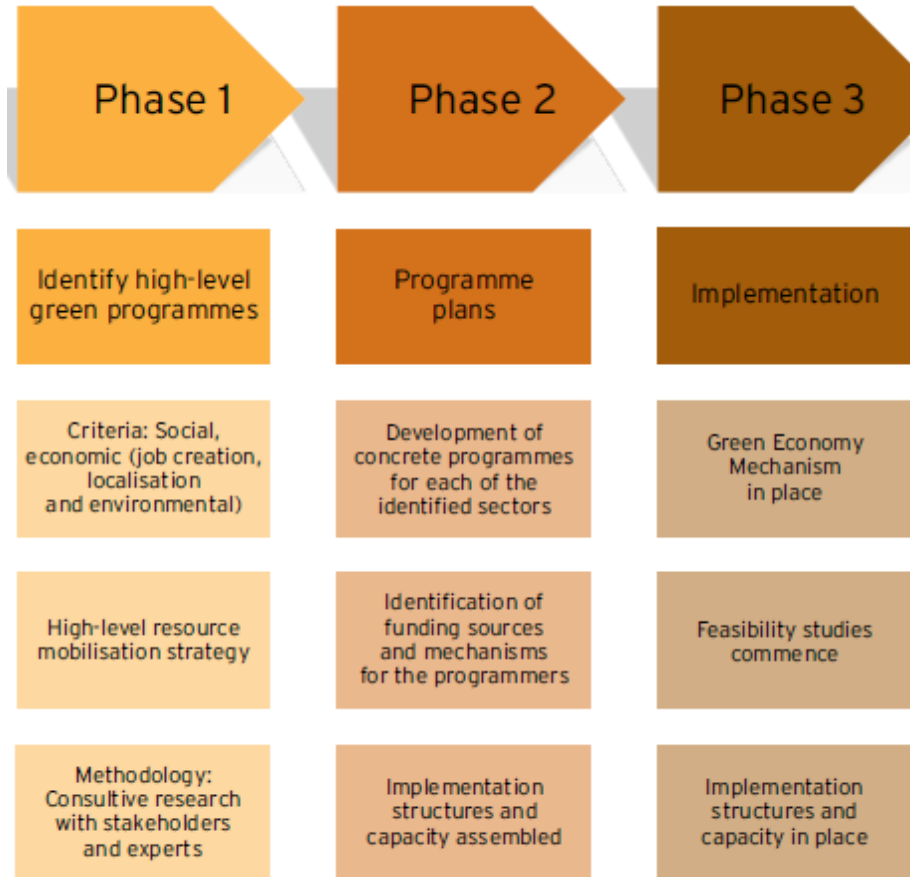 Phase 1
Phase 2
Phase 3
Identify high-level
green programmes
Programme
plans
Implementation
Criteria: Social,
economic (job creation,
localisation
and environmental)
Development of
concrete programmes
for each of the
identified sectors
Green Economy
Mechanism
in place
High-level resource
mobilisation strategy
Identification of
funding sources
and mechanisms
for the programmers
Feasibility studies
commence
Methodology:
Consultive research
with stakeholders
and experts
Implementation
structures and
capacity assembled
Implementation
structures and
capacity in place